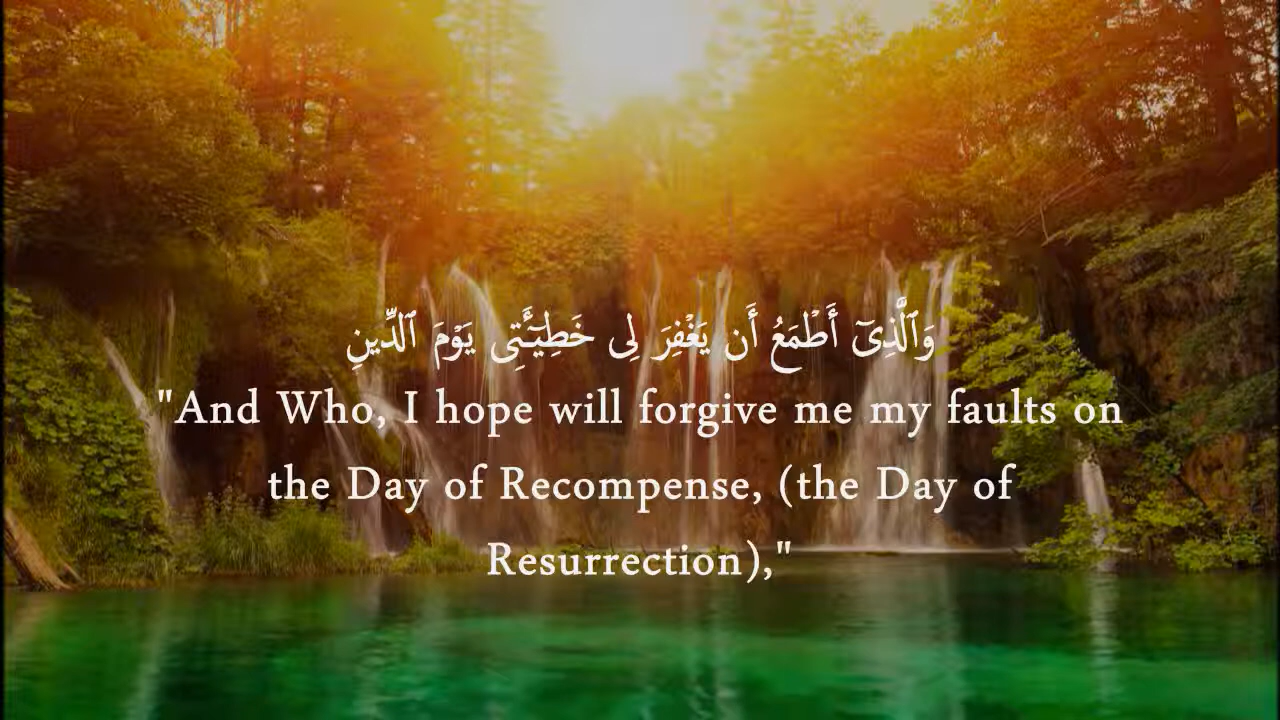 وَٱلَّذِىٓ أَطْمَعُ أَن يَغْفِرَ لِى خَطِيٓـَٔتِى يَوْمَ ٱلدِّينِ
"And Who, I hope will forgive me my faults on
the Day of Recompense, (the Day of
Resurrection),"